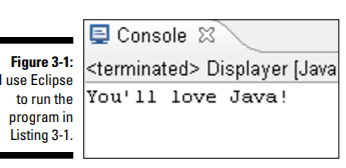 Figure 3-1:
use Eclipse
to run the
program in
Listing 3-1.
Console
<terminated> Displayer [Java
You'll love Java!